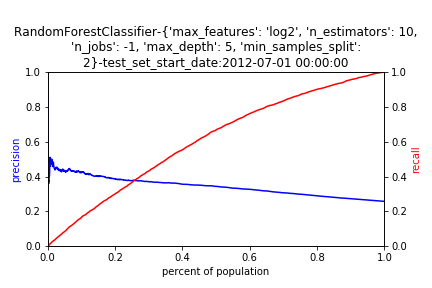 RandomForestClassifier-{'max_features': 'log2', 'n_estimators': 10,
'n_jobs': -1, 'max_depth': 5, 'min_samples_split':
2}-test_set_start_date:2012-07-01 00:00:00
1.0
0.8
0.6
0.4
0.2
0.0
precision
1.0
0.8
0.6
0.4
0.2
0.0
recall
0.0 0.2 0.4 0.6 0.8 1.0
percent of population